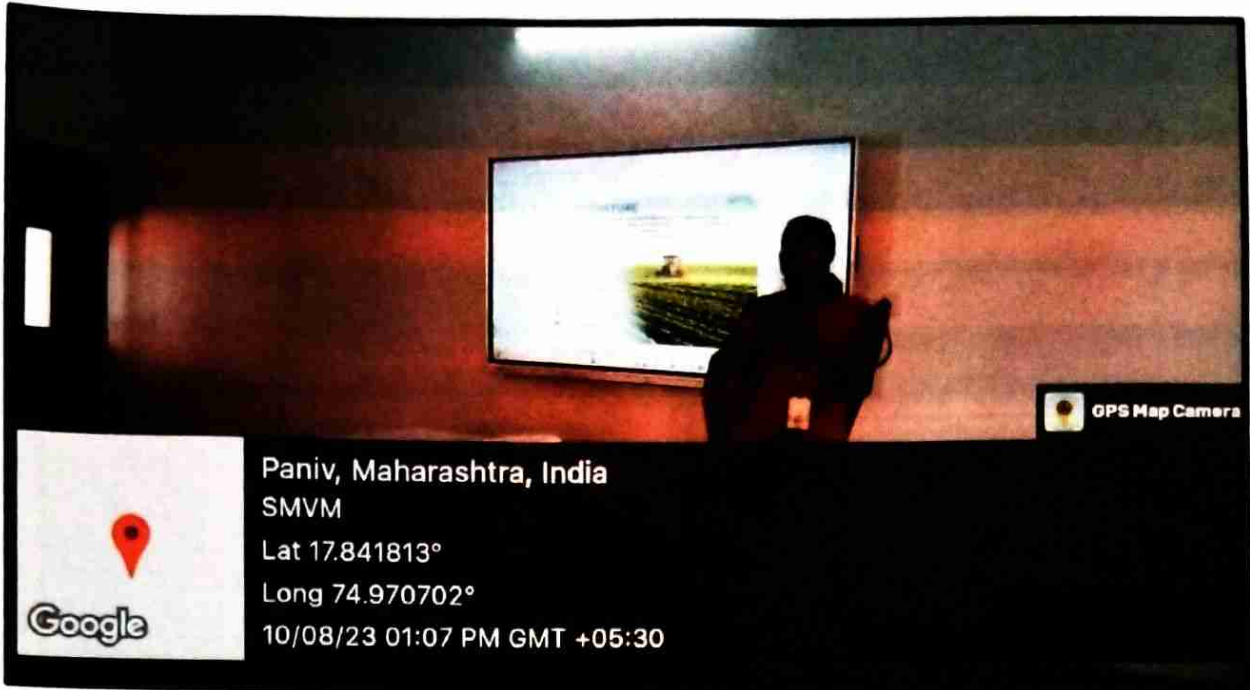 GPS Map Camera
Paniv, Maharashtra, India
SMVM
Lat 17.841813°
Long 74.970702°
10/08/23 01:07 PM GMT +05:30
Google